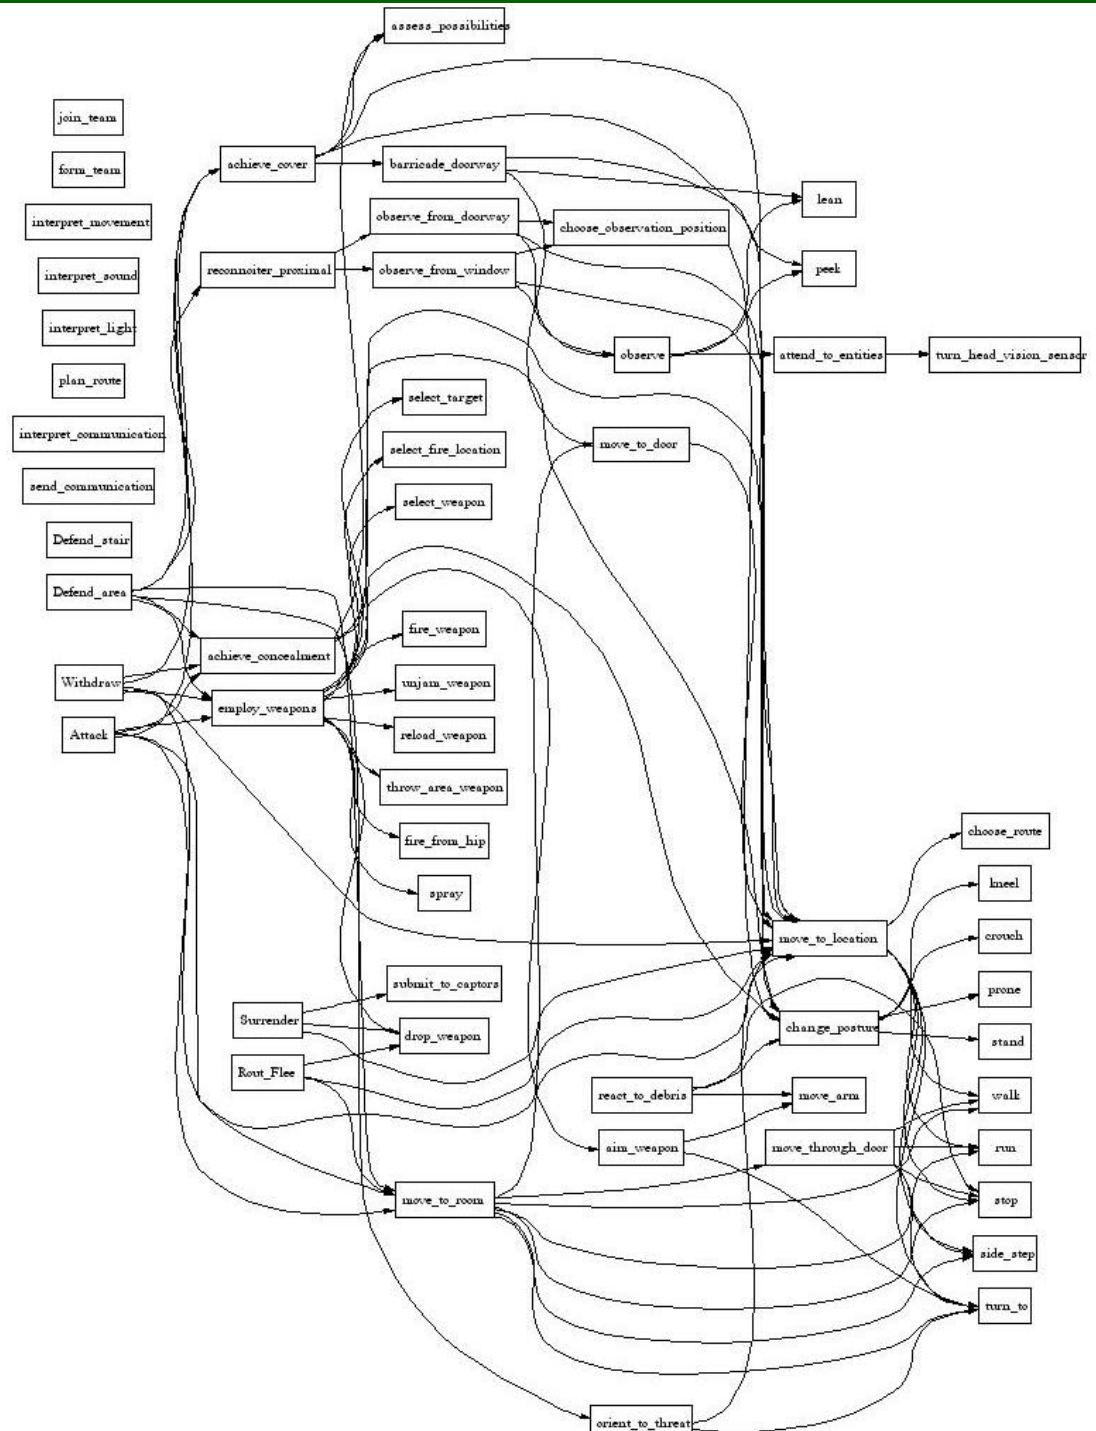 assess_possibilities
join_team
form_team
interpret_movement
interpret_sound
interpret_light
plan_route
interpret_communication
send_communication
Defend_stair
Defend_area
Withdraw
Attack
achieve_cover
reconnoiter_proximal
achieve_concealment
employ_weapons
Surrender
Rout_Flee
barricade_doorway
observe_from_doorway
observe_from_window
select_target
select_fire_location
select_weapon
fire_weapon
unjam_weapon
reload_weapon
throw_area_weapon
fire_from_hip
spray
submit_to_captors
drop_weapon
move_to_room
choose_observation_position
observe
move_to_door
react_to_debris
aim_weapon
orient_to_threat
lean
peek
attend_to_entities
turn_head_vision_sensor
move_to_location
change_posture
move_arm
move_through_door
choose_route
kneel
crouch
prone
stand
walk
run
stop
side_step
turn_to